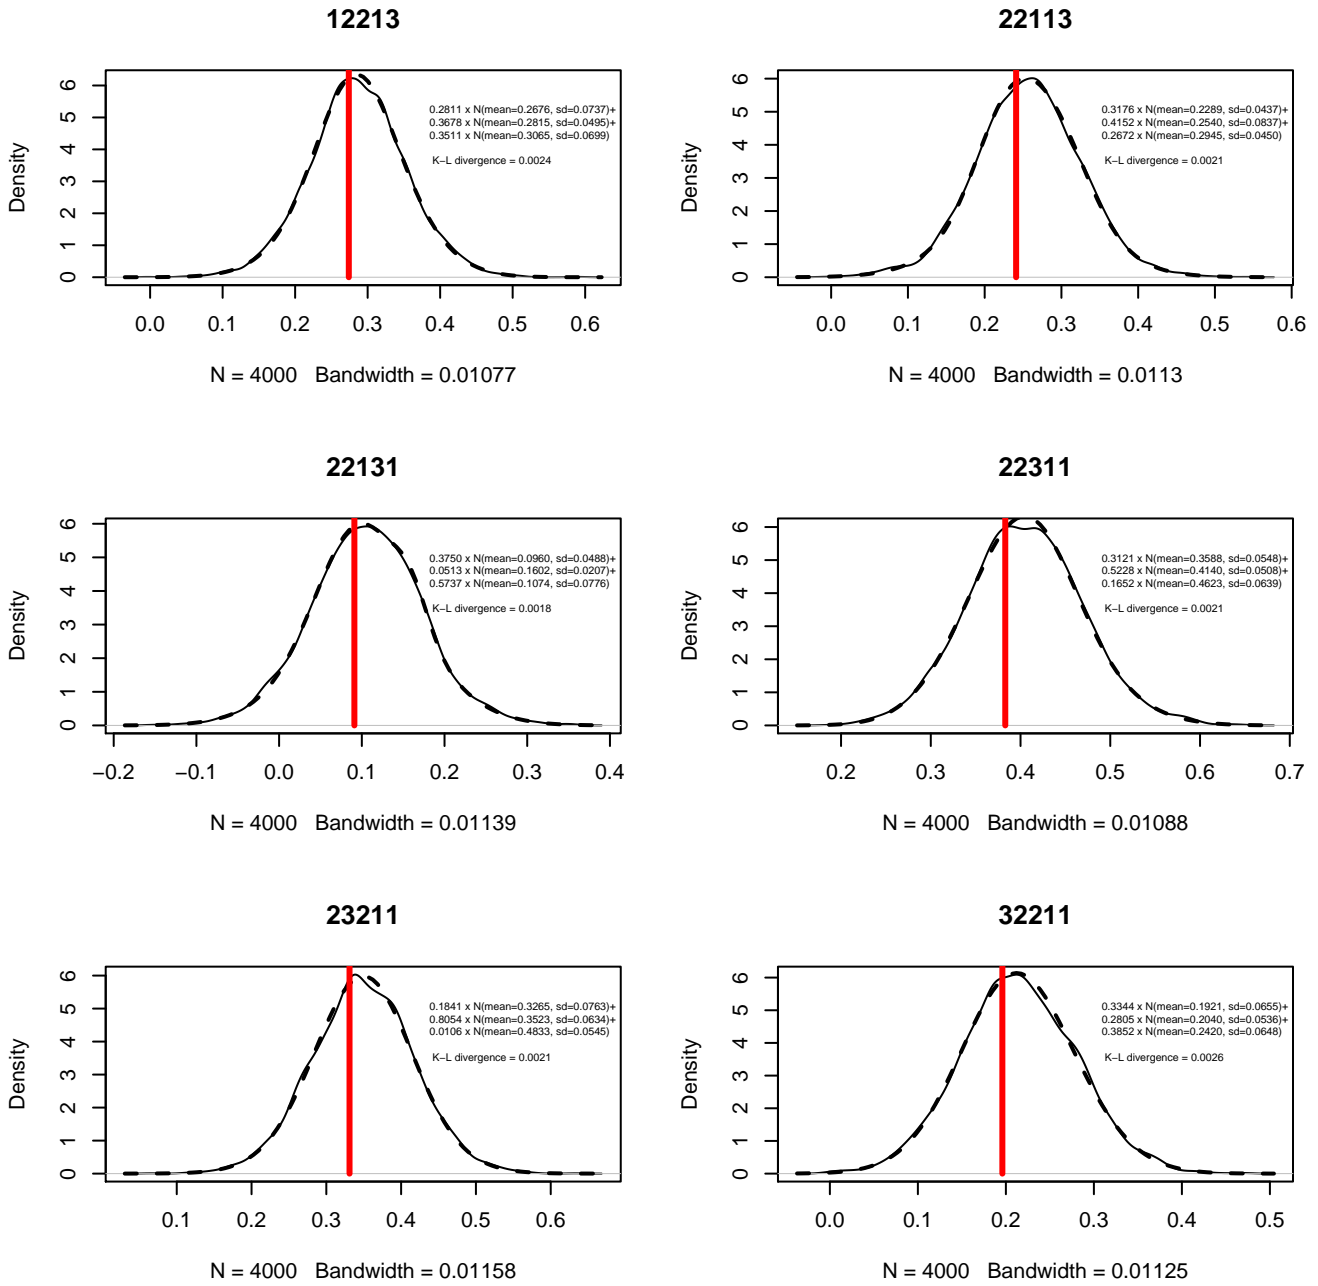 12213
Density
0 1 2 3 4 5 6
0.2811 x N(mean=0.2676, sd=0.0737)+
0.3678 x N(mean=0.2815, sd=0.0495)+
0.3511 x N(mean=0.3065, sd=0.0699)
K−L divergence = 0.0024
0.0 0.1 0.2 0.3 0.4 0.5 0.6
N = 4000 Bandwidth = 0.01077
22113
Density
0 1 2 3 4 5 6
0.3176 x N(mean=0.2289, sd=0.0437)+
0.4152 x N(mean=0.2540, sd=0.0837)+
0.2672 x N(mean=0.2945, sd=0.0450)
K−L divergence = 0.0021
0.0 0.1 0.2 0.3 0.4 0.5 0.6
N = 4000 Bandwidth = 0.0113
22131
Density
0 1 2 3 4 5 6
0.3750 x N(mean=0.0960, sd=0.0488)+
0.0513 x N(mean=0.1602, sd=0.0207)+
0.5737 x N(mean=0.1074, sd=0.0776)
K−L divergence = 0.0018
−0.2 −0.1 0.0 0.1 0.2 0.3 0.4
N = 4000 Bandwidth = 0.01139
22311
Density
0 1 2 3 4 5 6
0.3121 x N(mean=0.3588, sd=0.0548)+
0.5228 x N(mean=0.4140, sd=0.0508)+
0.1652 x N(mean=0.4623, sd=0.0639)
K−L divergence = 0.0021
0.2 0.3 0.4 0.5 0.6 0.7
N = 4000 Bandwidth = 0.01088
23211
Density
0 1 2 3 4 5 6
0.1841 x N(mean=0.3265, sd=0.0763)+
0.8054 x N(mean=0.3523, sd=0.0634)+
0.0106 x N(mean=0.4833, sd=0.0545)
K−L divergence = 0.0021
0.1 0.2 0.3 0.4 0.5 0.6
N = 4000 Bandwidth = 0.01158
32211
Density
0 1 2 3 4 5 6
0.3344 x N(mean=0.1921, sd=0.0655)+
0.2805 x N(mean=0.2040, sd=0.0536)+
0.3852 x N(mean=0.2420, sd=0.0648)
K−L divergence = 0.0026
0.0 0.1 0.2 0.3 0.4 0.5
N = 4000 Bandwidth = 0.01125